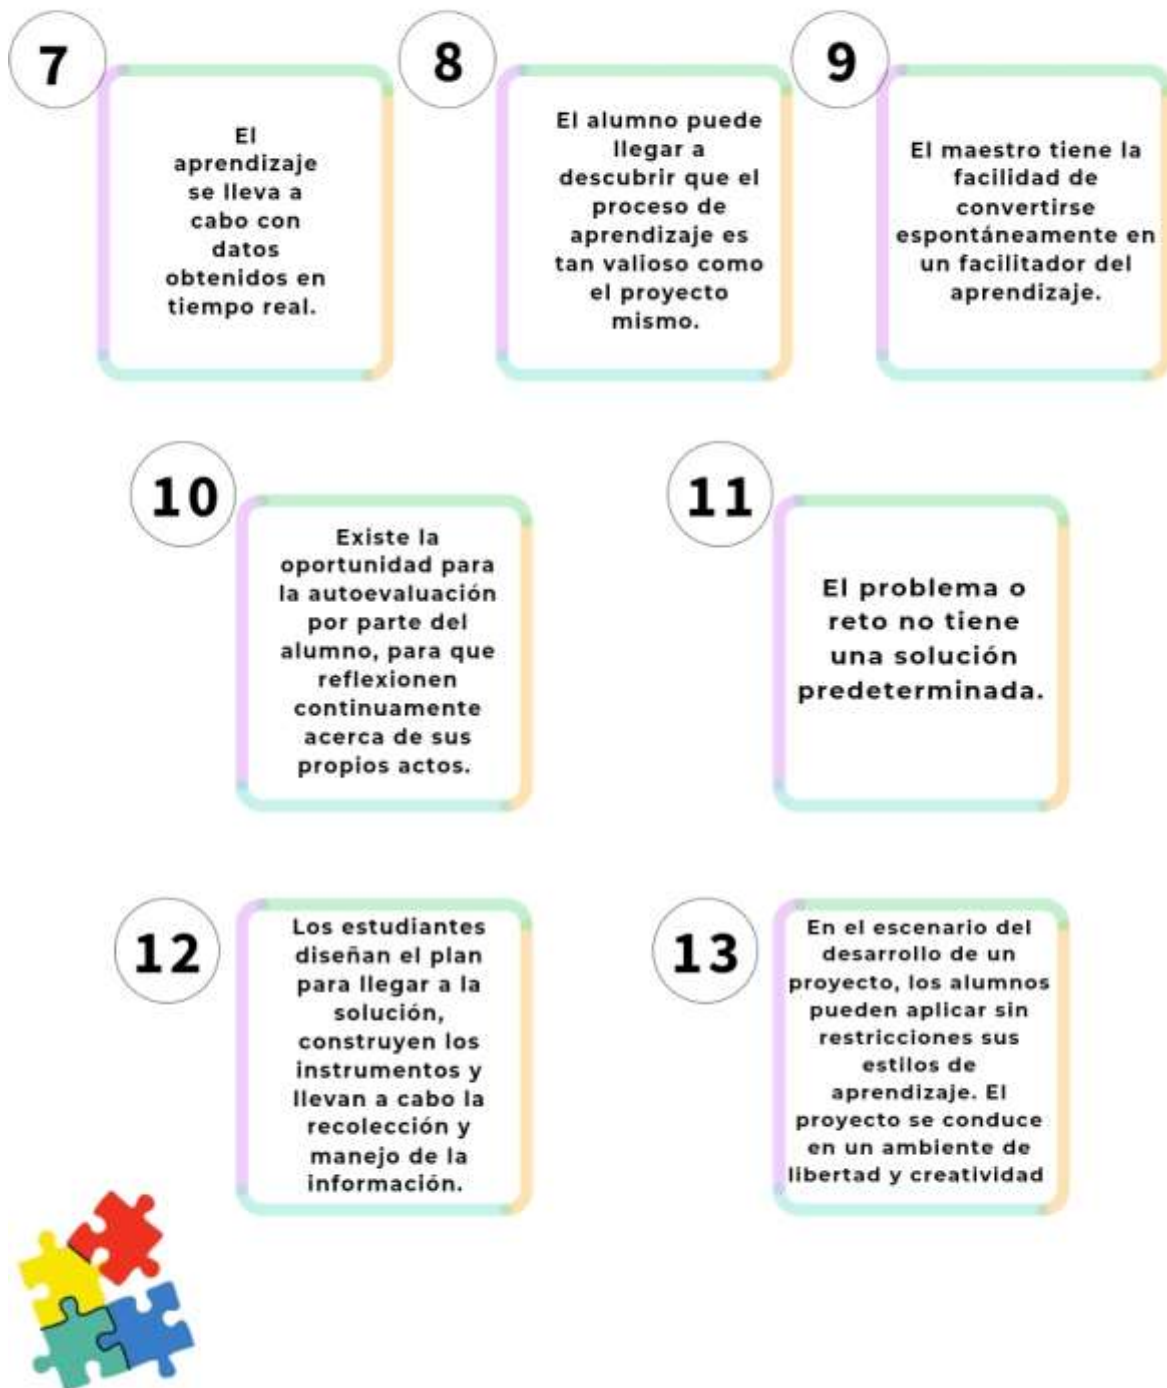 7
El
aprendizaje
se lleva a
cabo con
datos
obtenidos en
tiempo real.
8
El alumno puede
llegar a
descubrir que el
proceso de
aprendizaje es
tan valioso como
el proyecto
mismo.
9
El maestro tiene la
facilidad de
convertirse
espontáneamente en
un facilitador del
aprendizaje.
10
Existe la
oportunidad para
la autoevaluación
por parte del
alumno, para que
reflexionen
continuamente
acerca de sus
propios actos.
11
El problema o
reto no tiene
una solución
predeterminada.
12
Los estudiantes
diseñan el plan
para llegar a la
solución,
construyen los
instrumentos y
llevan a cabo la
recolección y
manejo de la
información.
13
En el escenario del
desarrollo de un
proyecto, los alumnos
pueden aplicar sin
restricciones sus
estilos de
aprendizaje. El
proyecto se conduce
en un ambiente de
libertad y creatividad